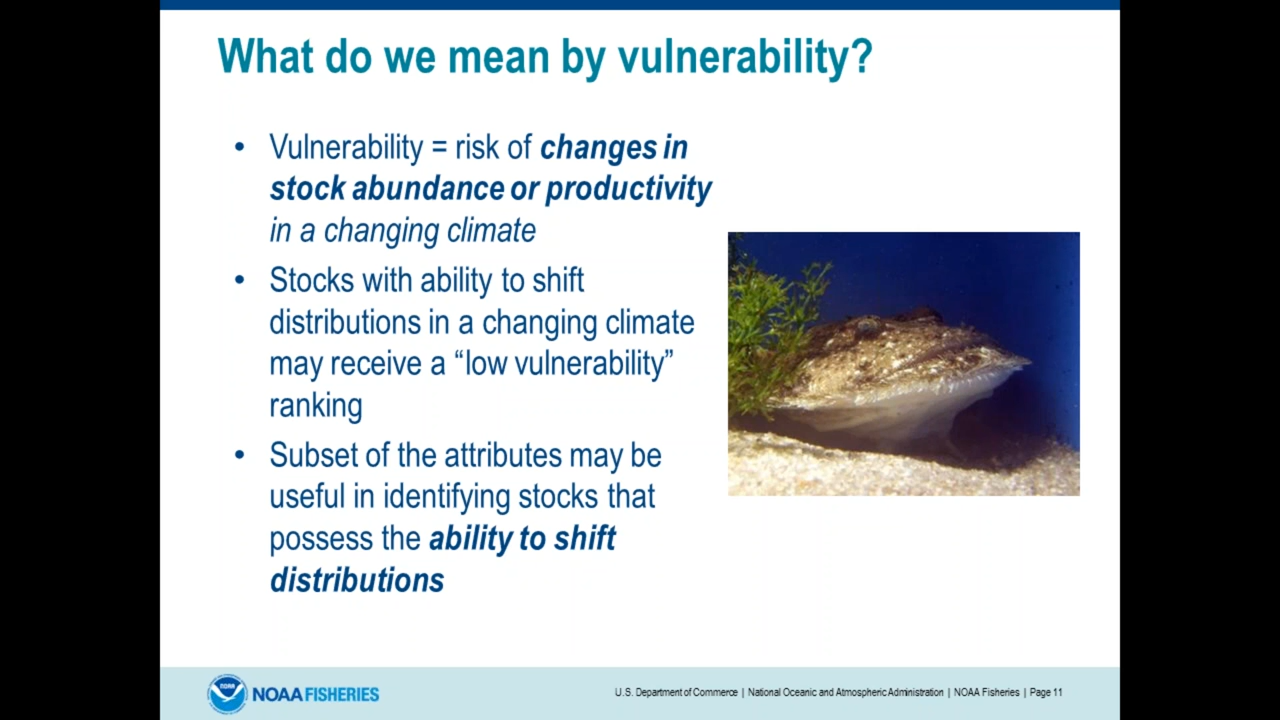 What do we mean by vulnerability?
• Vulnerability = risk of changes in
stock abundance or productivity
in a changing climate
• Stocks with ability to shift
distributions in a changing climate
may receive a “low vulnerability”
ranking
• Subset of the attributes may be
useful in identifying stocks that
possess the ability to shift
distributions
NOAA
NOAA FISHERIES
U.S. Department of Commerce | National Oceanic and Atmospheric Administration | NOAA Fisheries | Page 11